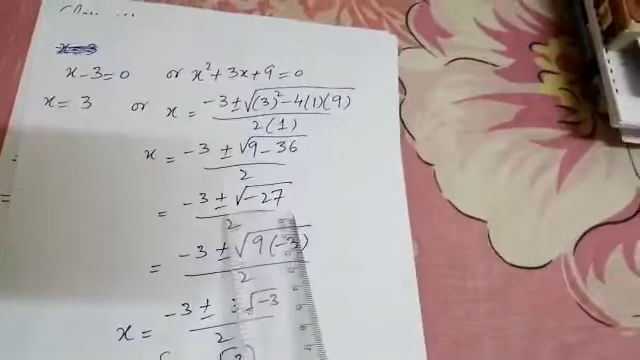 x-3=0 or x²+3x+9=0
x=3 or x = -3±√(3)²-4(1)(9) / 2(1)
x = -3±√9-36 / 2
= -3±√-27 / 2
= -3±√9(-3) / 2
x = -3± √-3 / 2